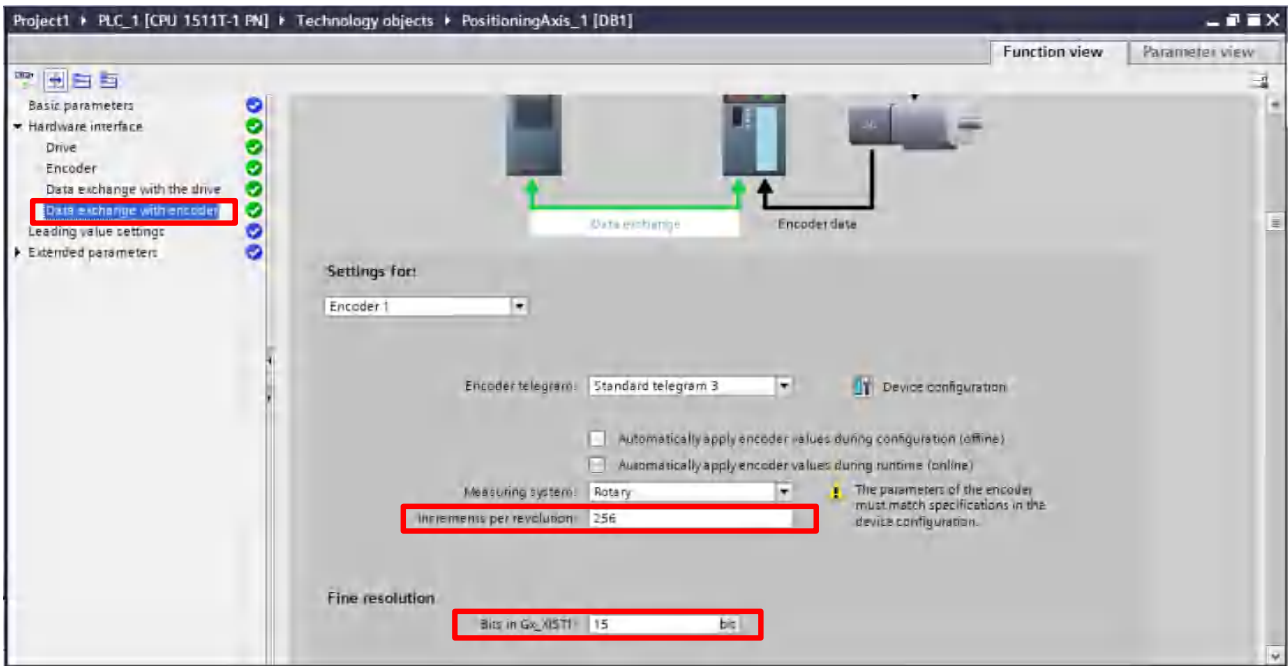 Project1 ▸ PLC_1 [CPU 1511T-1 PN] ▸ Technology objects ▸ PositioningAxis_1 [DB1]
Function view
Parameter view
Basic parameters
Hardware interface
Drive
Encoder
Data exchange with the drive
Data exchange with encoder
Leading value settings
Extended parameters
Data exchange
Encoder data
Settings for:
Encoder 1
Encoder telegram: Standard telegram 3
Device configuration
Automatically apply encoder values during configuration (offline)
Automatically apply encoder values during runtime (online)
Measuring system: Rotary
The parameters of the encoder
must match specifications in the
device configuration.
Increments per revolution: 256
Fine resolution
Bits in Gx_XIST1: 15 bit